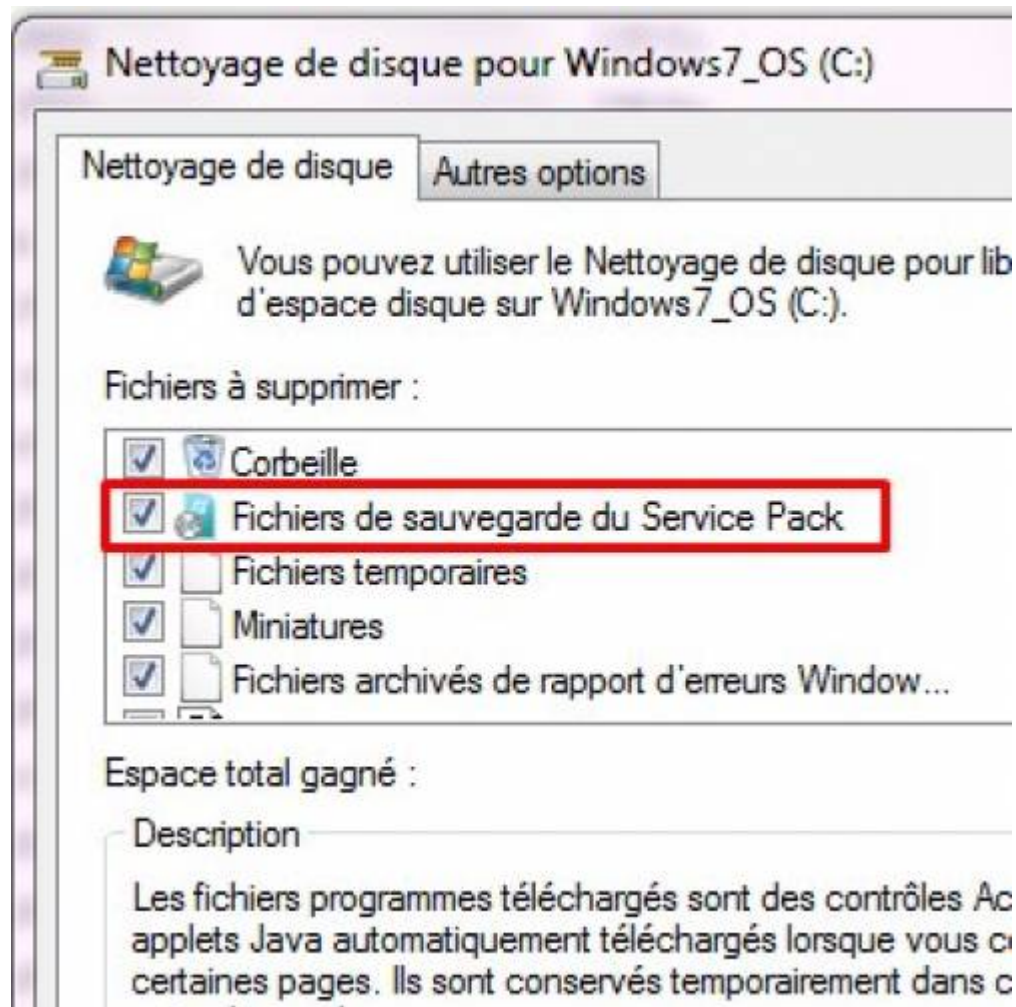 Nettoyage de disque pour Windows7_OS (C:)
Nettoyage de disque
Autres options
Vous pouvez utiliser le Nettoyage de disque pour
d'espace disque sur Windows7_OS (C:).
Fichiers à supprimer :
Corbeille
Fichiers de sauvegarde du Service Pack
Fichiers temporaires
Miniatures
Fichiers archivés de rapport d'erreurs Window...
Espace total gagné :
Description
Les fichiers programmes téléchargés sont des contrôles
applets Java automatiquement téléchargés lorsque vous
certaines pages. Ils sont conservés temporairement dans